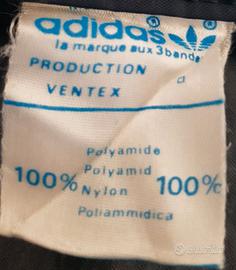 adidas
la marque aux 3 bandes
PRODUCTION
VENTEX
Polyamide
Polyamid
100% Nylon 100%
Poliammidica